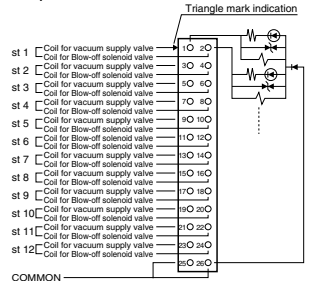 Triangle mark indication
st 1 Coil for vacuum supply valve 1 2
Coil for Blow-off solenoid valve
st 2 Coil for vacuum supply valve 3 4
Coil for Blow-off solenoid valve
st 3 Coil for vacuum supply valve 5 6
Coil for Blow-off solenoid valve
st 4 Coil for vacuum supply valve 7 8
Coil for Blow-off solenoid valve
st 5 Coil for vacuum supply valve 9 10
Coil for Blow-off solenoid valve
st 6 Coil for vacuum supply valve 11 12
Coil for Blow-off solenoid valve
st 7 Coil for vacuum supply valve 13 14
Coil for Blow-off solenoid valve
st 8 Coil for vacuum supply valve 15 16
Coil for Blow-off solenoid valve
st 9 Coil for vacuum supply valve 17 18
Coil for Blow-off solenoid valve
st 10 Coil for vacuum supply valve 19 20
Coil for Blow-off solenoid valve
st 11 Coil for vacuum supply valve 21 22
Coil for Blow-off solenoid valve
st 12 Coil for vacuum supply valve 23 24
Coil for Blow-off solenoid valve
25 26
COMMON